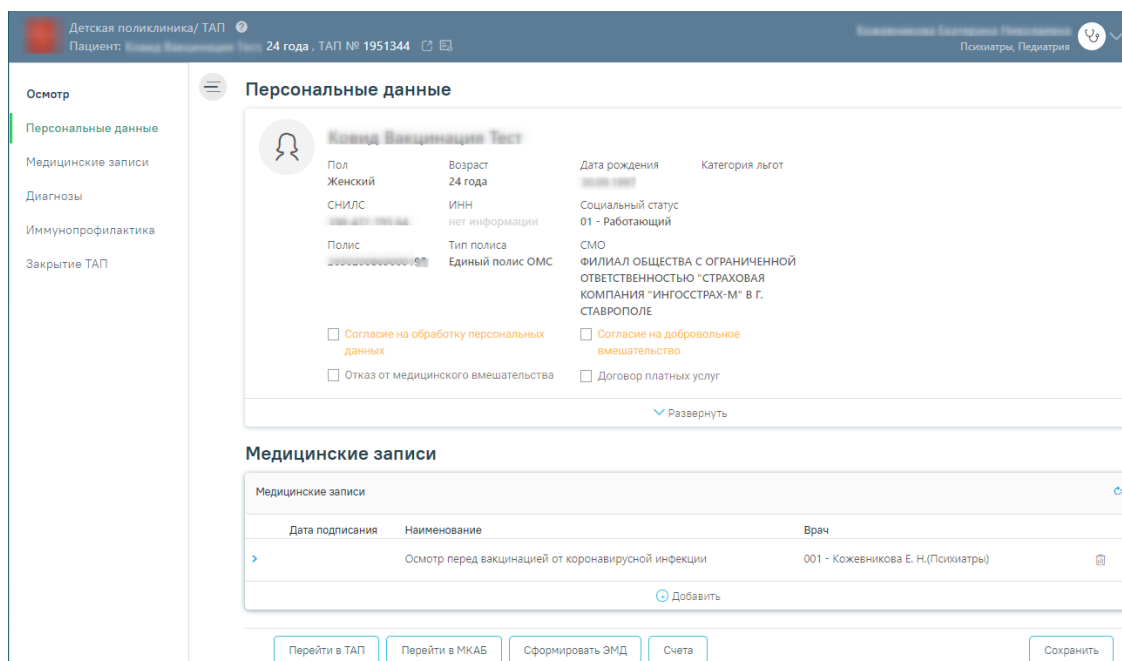 Детская поликлиника/ ТАП ?
Пациент: 24 года , ТАП № 1951344
Психиатры, Педиатрия
Осмотр
Персональные данные
Медицинские записи
Диагнозы
Иммунопрофилактика
Закрытие ТАП
Персональные данные
Ковид Вакцинация Тест
Пол Возраст Дата рождения Категория льгот
Женский 24 года
СНИЛС ИНН Социальный статус
нет информации 01 - Работающий
Полис Тип полиса СМО
Единый полис ОМС ФИЛИАЛ ОБЩЕСТВА С ОГРАНИЧЕННОЙ
ОТВЕТСТВЕННОСТЬЮ "СТРАХОВАЯ
КОМПАНИЯ "ИНГОССТРАХ-М" В Г.
СТАВРОПОЛЕ
Согласие на обработку персональных Согласие на добровольное
данных вмешательство
Отказ от медицинского вмешательства Договор платных услуг
Развернуть
Медицинские записи
Медицинские записи
Дата подписания Наименование Врач
Осмотр перед вакцинацией от коронавирусной инфекции 001 - Кожевникова Е. Н.(Психиатры)
Добавить
Перейти в ТАП Перейти в МКАБ Сформировать ЭМД Счета Сохранить